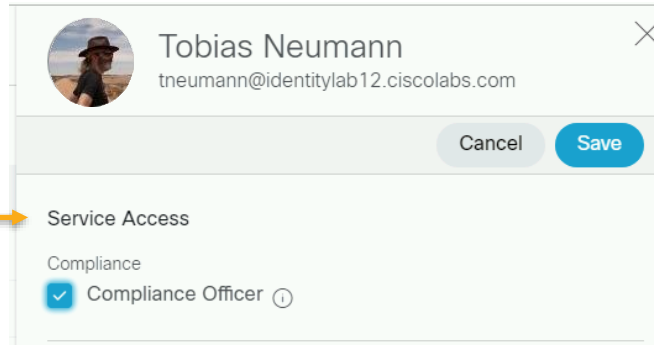 Tobias Neumann
tneumann@identitylab12.ciscolabs.com
Cancel Save
Service Access
Compliance
Compliance Officer